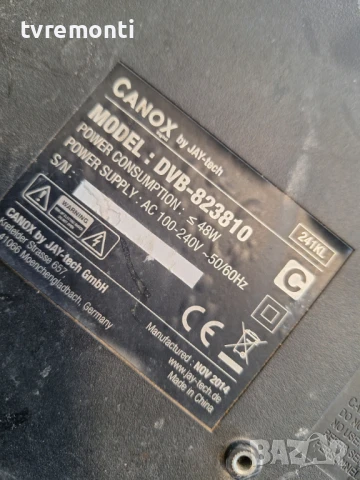 tvremonti
CANOX
by JAY-tech
MODEL : DVB-823810
POWER CONSUMPTION : ≤ 48W
POWER SUPPLY : AC 100-240V ~50/60Hz
S/N :
241KL
WARNING
CANOX by JAY-tech GmbH
Krefelder Strasse 657
41066 Moenchengladbach, Germany
CE
Manufactured : NOV 2014
www.jay-tech.de
Made in China
BAZAR